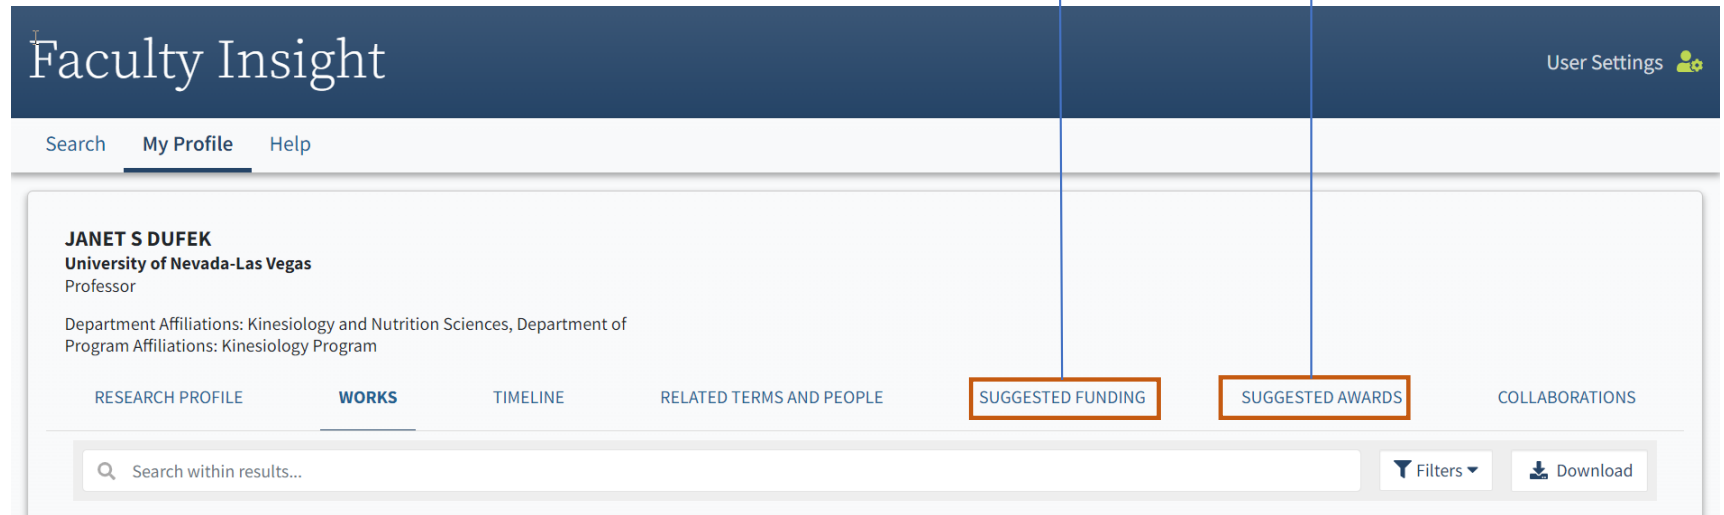 Faculty Insight
User Settings
Search My Profile Help
JANET S DUFEK
University of Nevada-Las Vegas
Professor
Department Affiliations: Kinesiology and Nutrition Sciences, Department of
Program Affiliations: Kinesiology Program
RESEARCH PROFILE WORKS TIMELINE RELATED TERMS AND PEOPLE SUGGESTED FUNDING SUGGESTED AWARDS COLLABORATIONS
Search within results... Filters Download